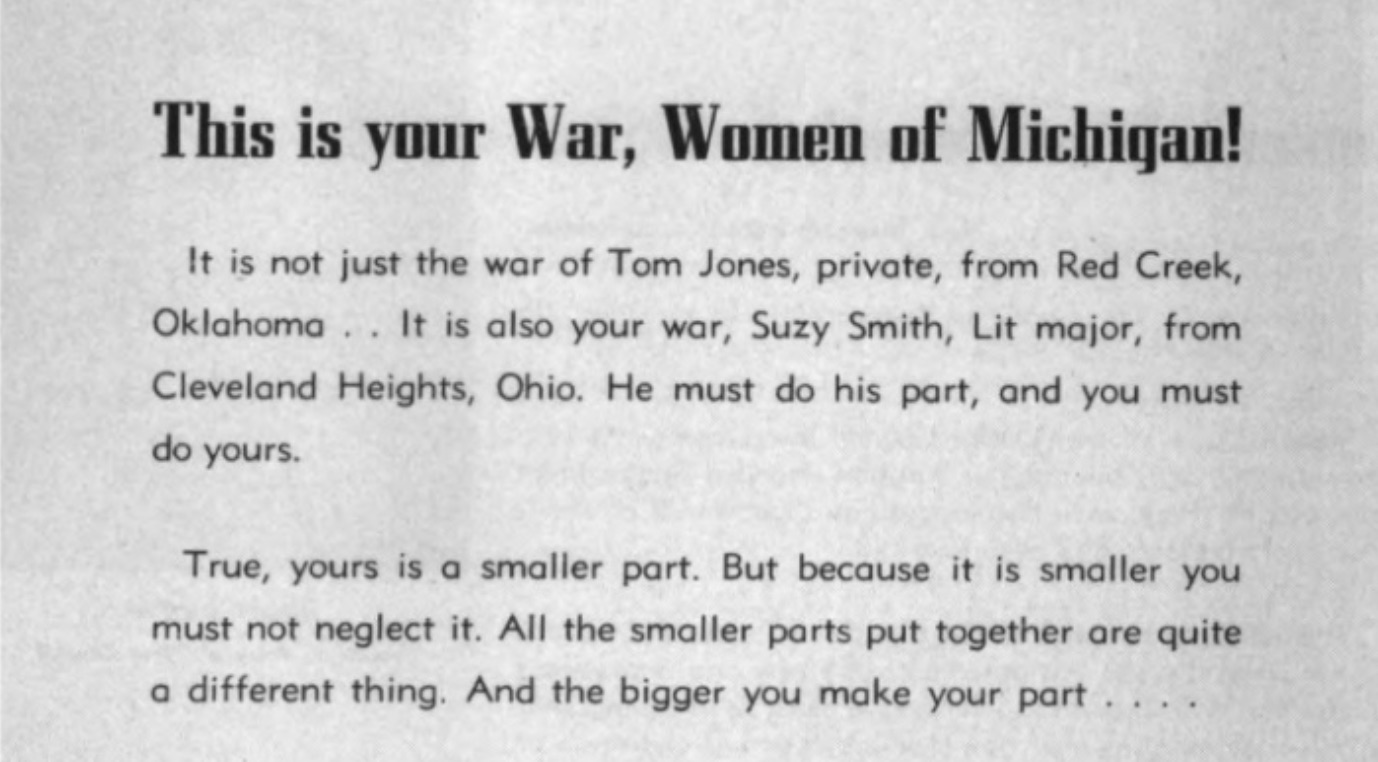 This is your War, Women of Michigan!
It is not just the war of Tom Jones, private, from Red Creek,
Oklahoma . . It is also your war, Suzy Smith, Lit major, from
Cleveland Heights, Ohio. He must do his part, and you must
do yours.
True, yours is a smaller part. But because it is smaller you
must not neglect it. All the smaller parts put together are quite
a different thing. And the bigger you make your part . . . .